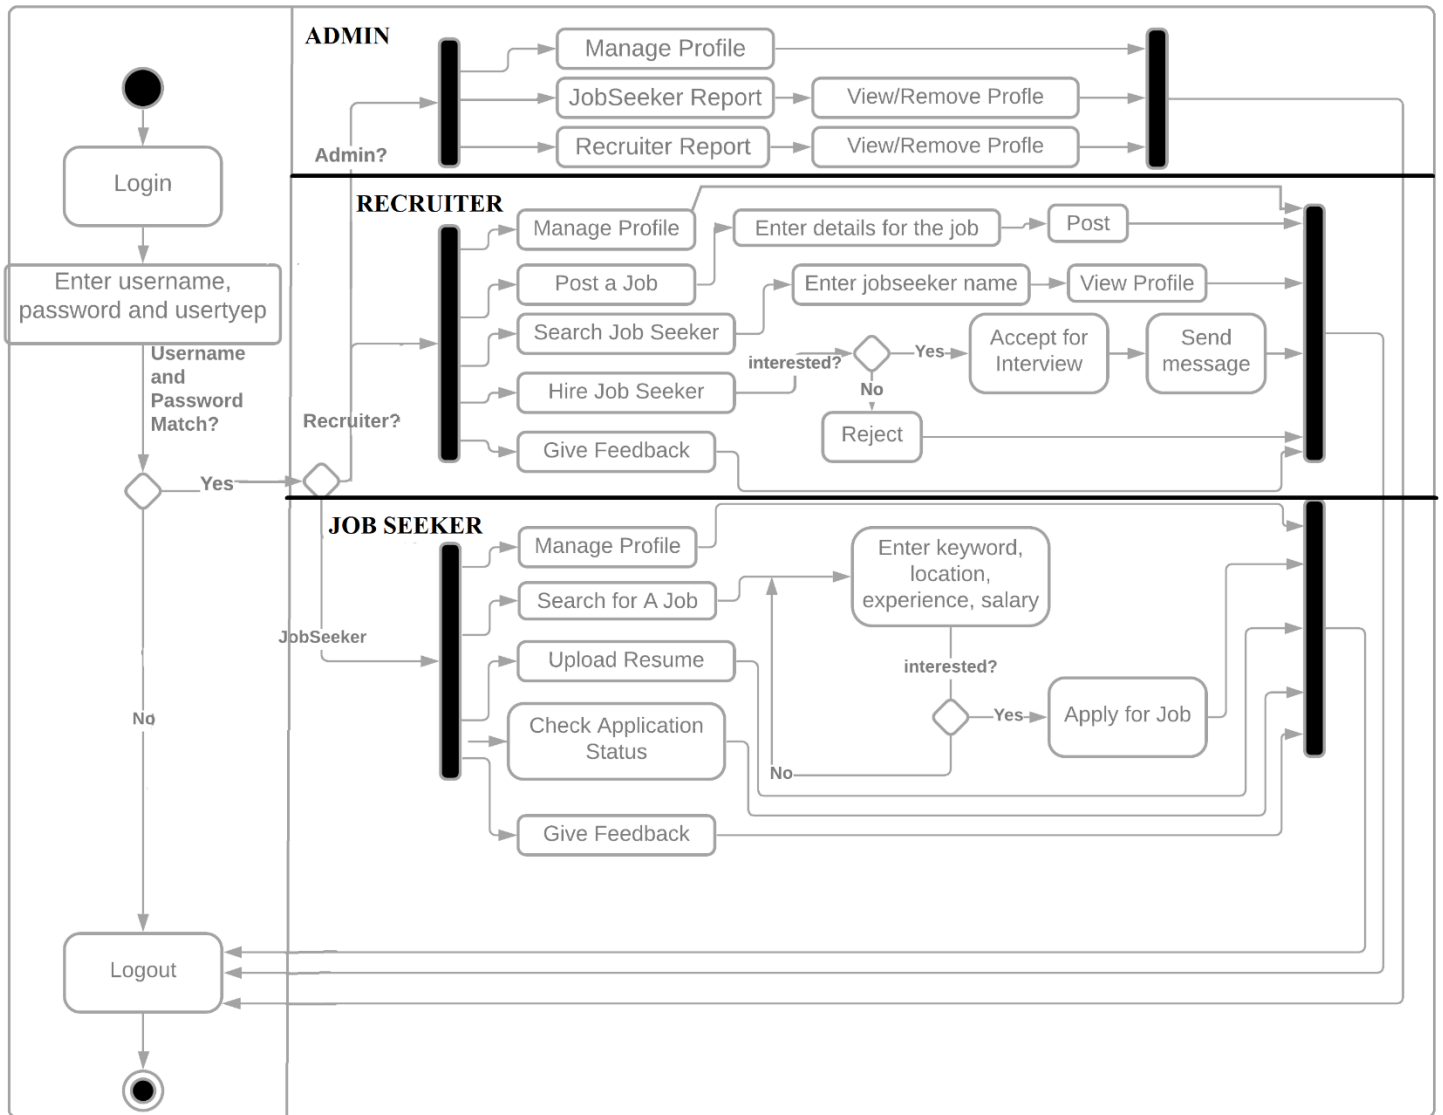 ADMIN
Manage Profile
JobSeeker Report
View/Remove Profle
Admin?
Recruiter Report
View/Remove Profle
Login
RECRUITER
Manage Profile
Enter details for the job
Post
Enter username,
password and usertyep
Post a Job
Enter jobseeker name
View Profile
Search Job Seeker
Username
and
Password
Match?
interested?
Yes
Accept for
Interview
Send
message
Hire Job Seeker
No
Recruiter?
Reject
Give Feedback
Yes
JOB SEEKER
Manage Profile
Enter keyword,
location,
experience, salary
Search for A Job
JobSeeker
Upload Resume
interested?
Check Application
Status
Yes
Apply for Job
No
No
Give Feedback
Logout